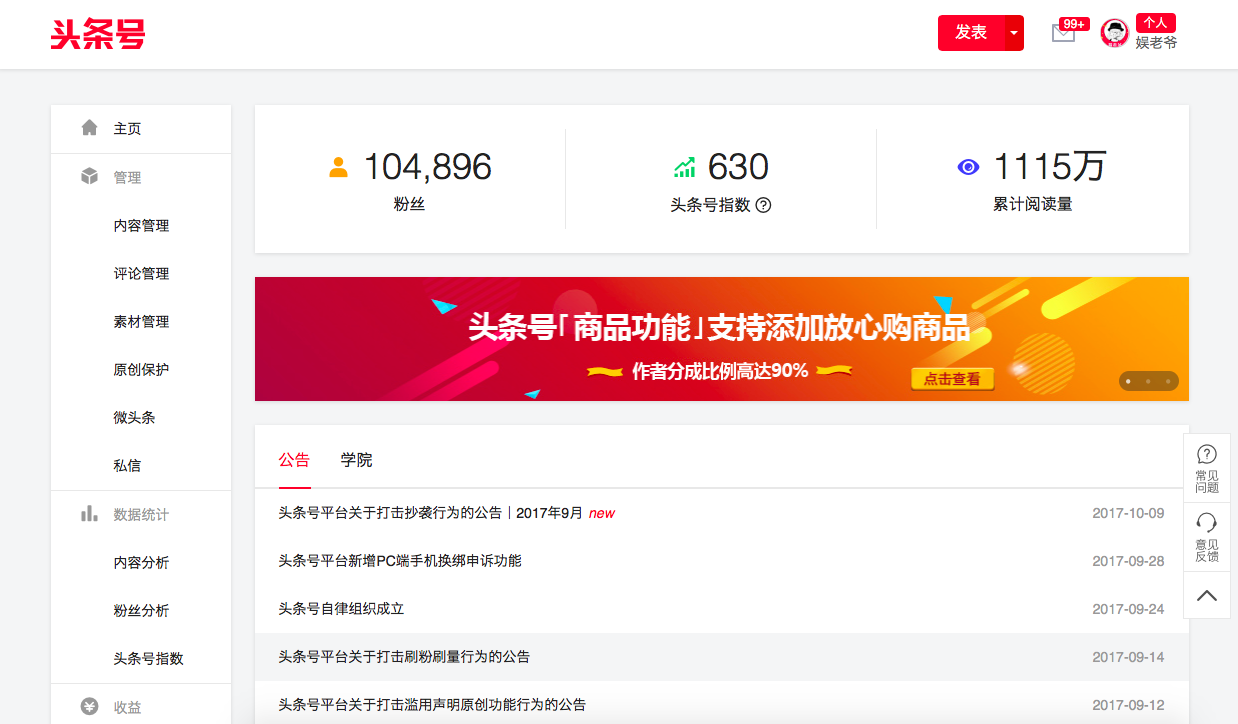 头条号
发表
99+
个人
娱老爷
主页
管理
内容管理
评论管理
素材管理
原创保护
微头条
私信
数据统计
内容分析
粉丝分析
头条号指数
收益
104,896
粉丝
630
头条号指数
1115万
累计阅读量
头条号「商品功能」支持添加放心购商品
作者分成比例高达90%
点击查看
公告 学院
头条号平台关于打击抄袭行为的公告｜2017年9月 new 2017-10-09
头条号平台新增PC端手机换绑申诉功能 2017-09-28
头条号自律组织成立 2017-09-24
头条号平台关于打击刷粉刷量行为的公告 2017-09-14
头条号平台关于打击滥用声明原创功能行为的公告 2017-09-12
常见
问题
意见
反馈